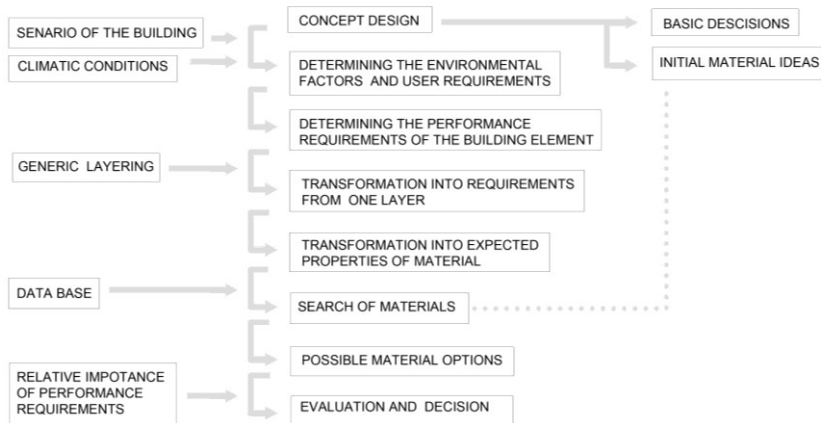 SENARIO OF THE BUILDING
CLIMATIC CONDITIONS
GENERIC LAYERING
DATA BASE
RELATIVE IMPOTANCE
OF PERFORMANCE
REQUIREMENTS
CONCEPT DESIGN
DETERMINING THE ENVIRONMENTAL
FACTORS AND USER REQUIREMENTS
DETERMINING THE PERFORMANCE
REQUIREMENTS OF THE BUILDING ELEMENT
TRANSFORMATION INTO REQUIREMENTS
FROM ONE LAYER
TRANSFORMATION INTO EXPECTED
PROPERTIES OF MATERIAL
SEARCH OF MATERIALS
POSSIBLE MATERIAL OPTIONS
EVALUATION AND DECISION
BASIC DESCISIONS
INITIAL MATERIAL IDEAS